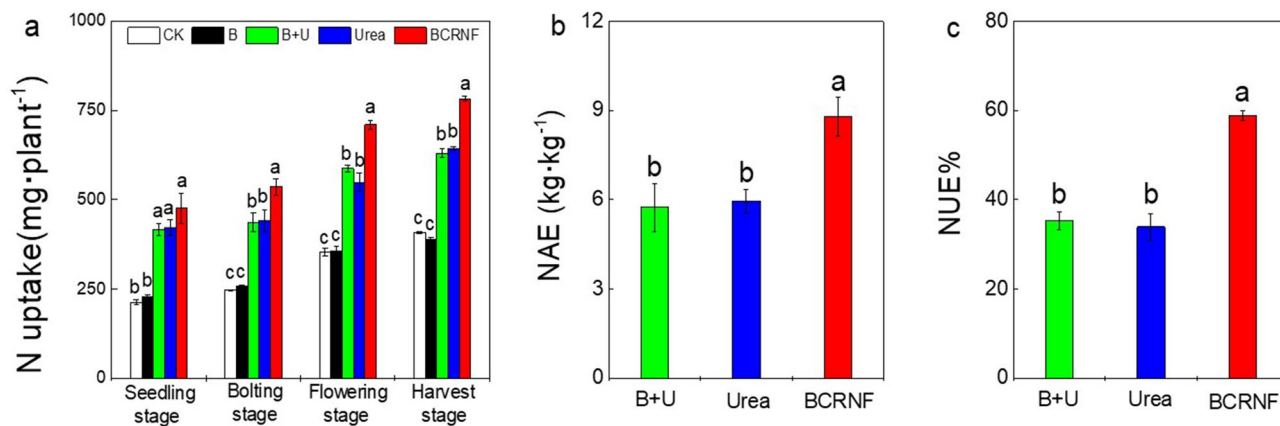 a
CK B B+U Urea BCRNF
N uptake(mg·plant⁻¹)
1000
750
500
250
0
b b a a a
c c b b a
c c b b a
c c b b a
Seedling stage
Bolting stage
Flowering stage
Harvest stage
b
NAE (kg·kg⁻¹)
12
9
6
3
0
b b a
B+U Urea BCRNF
c
NUE%
80
60
40
20
0
b b a
B+U Urea BCRNF